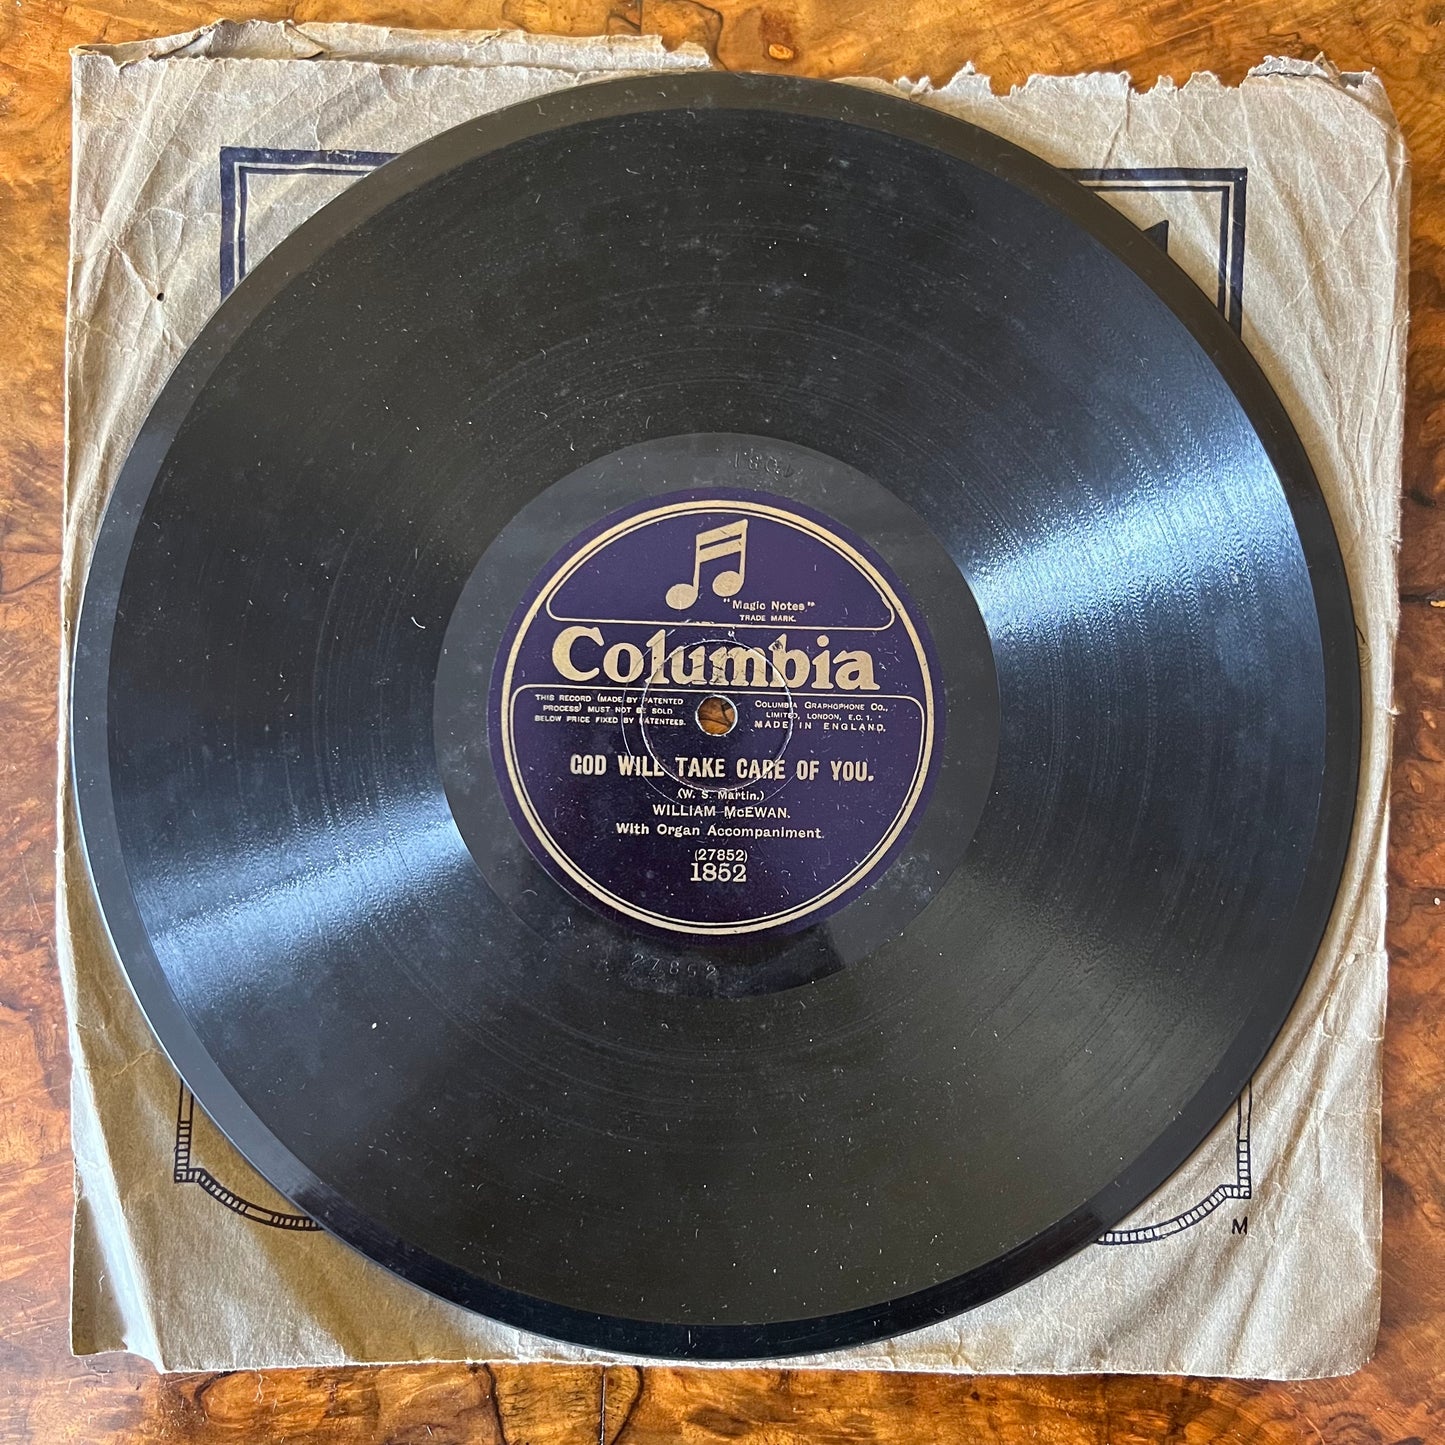 "Magic Notes"
TRADE MARK.
Columbia
THIS RECORD (MADE BY PATENTED
PROCESS) MUST NOT BE SOLD
BELOW PRICE FIXED BY PATENTEES.
COLUMBIA GRAPHOPHONE CO.,
LIMITED, LONDON, E.C.1.
MADE IN ENGLAND.
GOD WILL TAKE CARE OF YOU.
(W. S. Martin.)
WILLIAM McEWAN.
With Organ Accompaniment.
(27852)
1852
27852
M